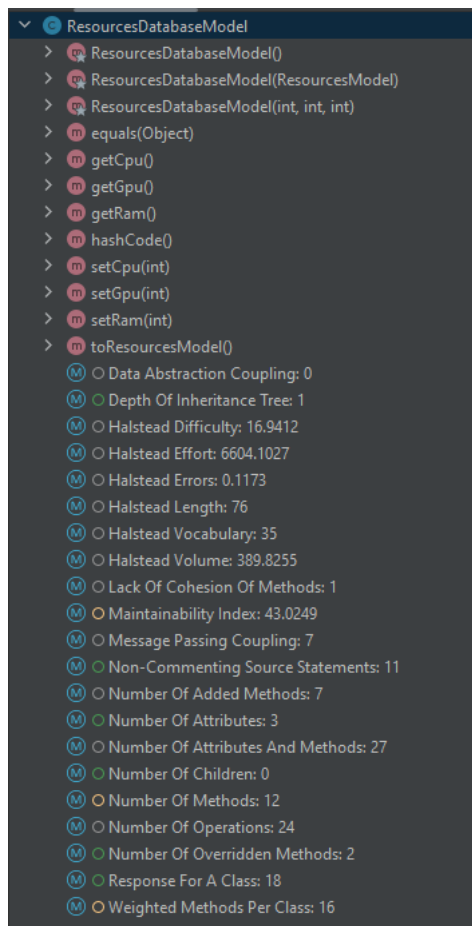 ResourcesDatabaseModel
ResourcesDatabaseModel()
ResourcesDatabaseModel(ResourcesModel)
ResourcesDatabaseModel(int, int, int)
equals(Object)
getCpu()
getGpu()
getRam()
hashCode()
setCpu(int)
setGpu(int)
setRam(int)
toResourcesModel()
Data Abstraction Coupling: 0
Depth Of Inheritance Tree: 1
Halstead Difficulty: 16.9412
Halstead Effort: 6604.1027
Halstead Errors: 0.1173
Halstead Length: 76
Halstead Vocabulary: 35
Halstead Volume: 389.8255
Lack Of Cohesion Of Methods: 1
Maintainability Index: 43.0249
Message Passing Coupling: 7
Non-Commenting Source Statements: 11
Number Of Added Methods: 7
Number Of Attributes: 3
Number Of Attributes And Methods: 27
Number Of Children: 0
Number Of Methods: 12
Number Of Operations: 24
Number Of Overridden Methods: 2
Response For A Class: 18
Weighted Methods Per Class: 16